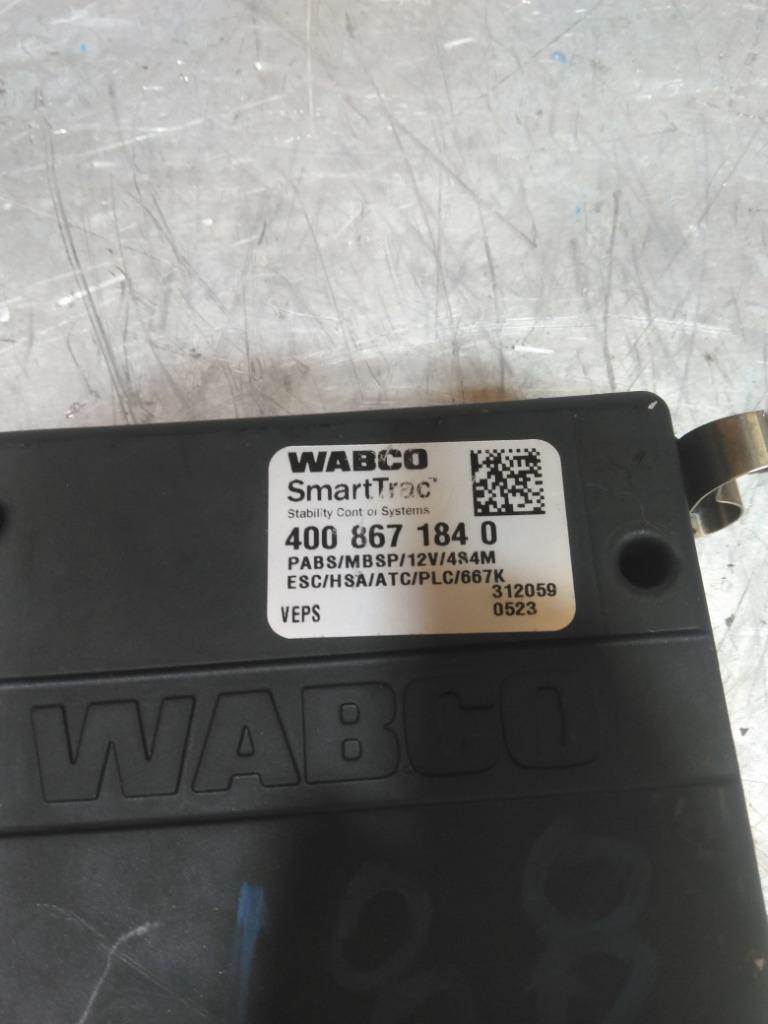 WABCO
SmartTrac™
Stability Control Systems
400 867 184 0
PABS/MBSP/12V/4S4M
ESC/HSA/ATC/PLC/667K
312059
VEPS 0523
WABCO